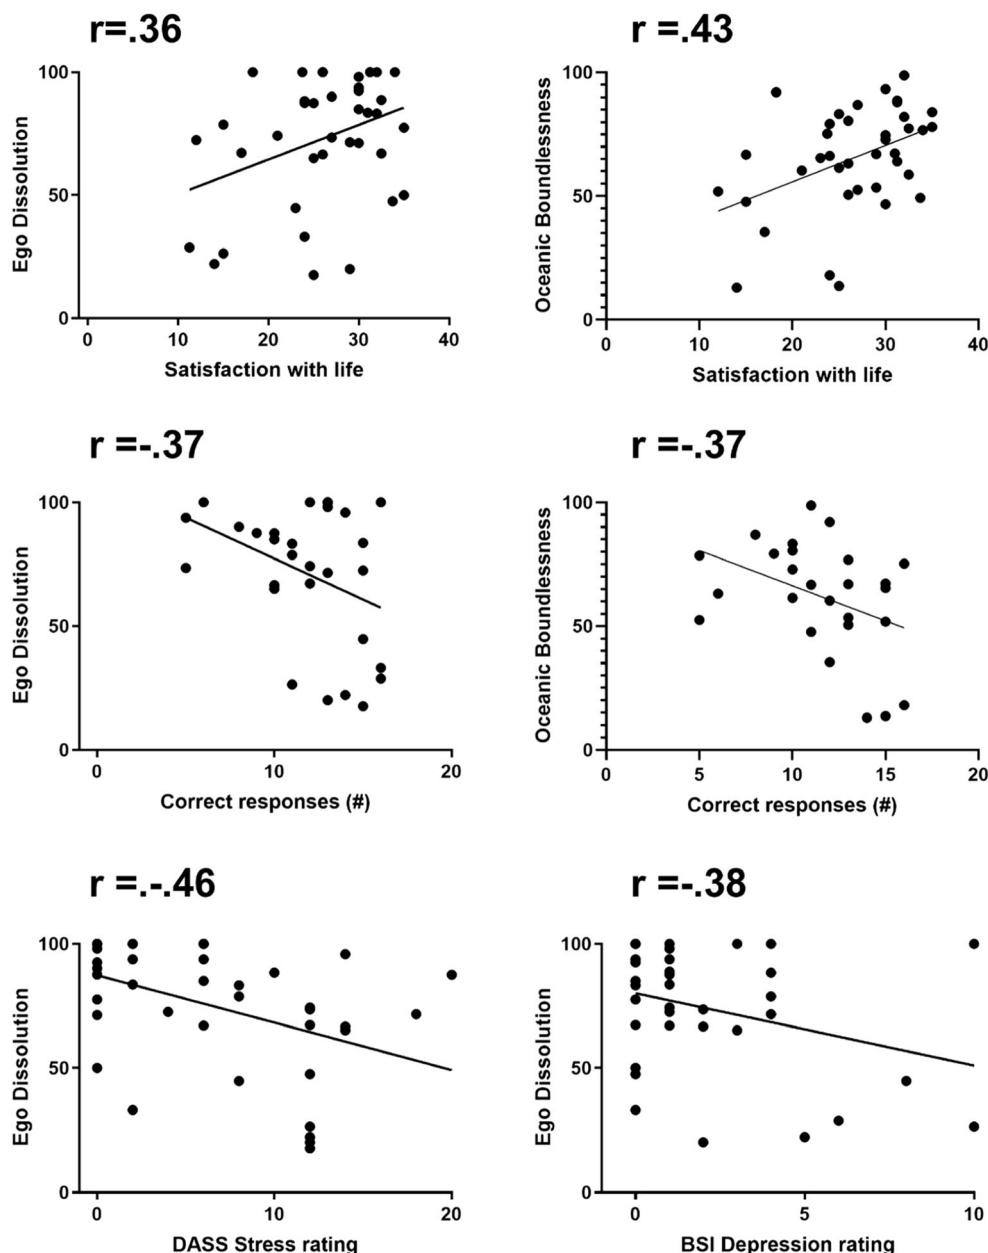 r=.36
r =.43
100
50
0
Ego Dissolution
0 10 20 30 40
Satisfaction with life
100
50
0
Oceanic Boundlessness
0 10 20 30 40
Satisfaction with life
r =-.37
r =-.37
100
50
0
Ego Dissolution
0 10 20
Correct responses (#)
100
50
0
Oceanic Boundlessness
0 5 10 15 20
Correct responses (#)
r =.-.46
r =-.38
100
50
0
Ego Dissolution
0 10 20
DASS Stress rating
100
50
0
Ego Dissolution
0 5 10
BSI Depression rating